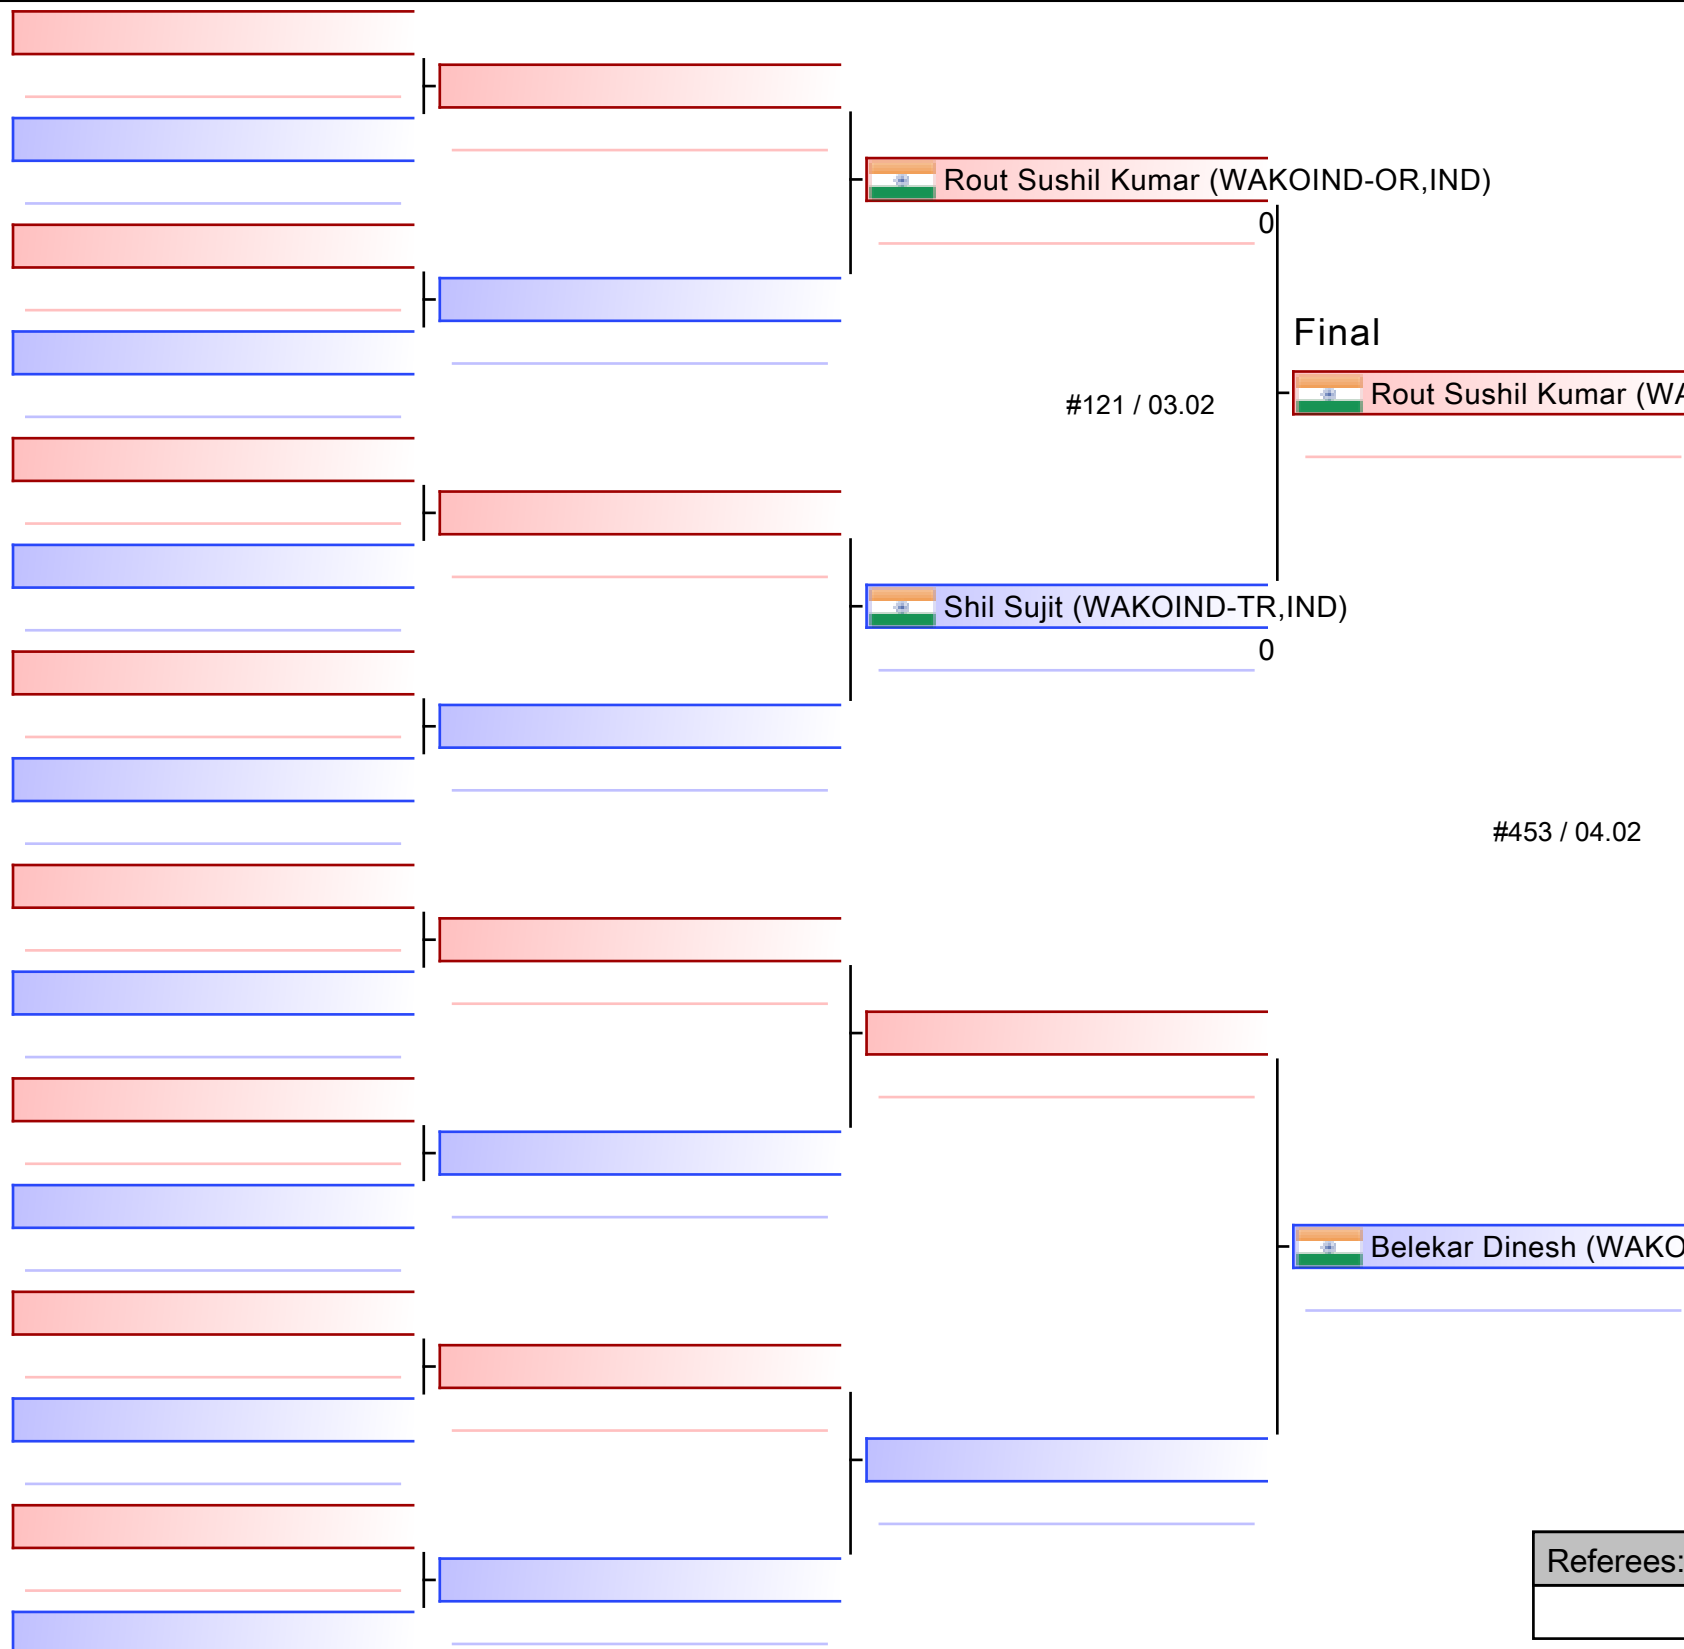 Rout Sushil Kumar (WAKOIND-OR,IND)
0
Final
Rout Sushil Kumar (WA
#121 / 03.02
Shil Sujit (WAKOIND-TR,IND)
0
#453 / 04.02
Belekar Dinesh (WAKO
Referees: